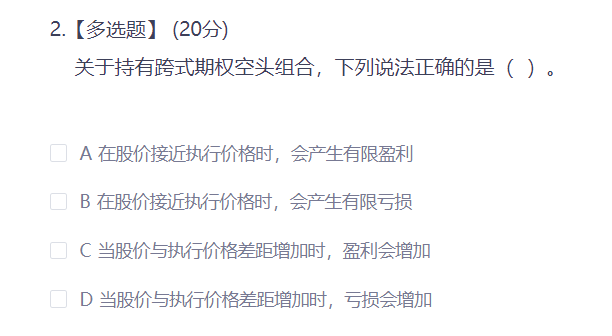 2.【多选题】 (20分)
关于持有跨式期权空头组合，下列说法正确的是（  ）。
A 在股价接近执行价格时，会产生有限盈利
B 在股价接近执行价格时，会产生有限亏损
C 当股价与执行价格差距增加时，盈利会增加
D 当股价与执行价格差距增加时，亏损会增加